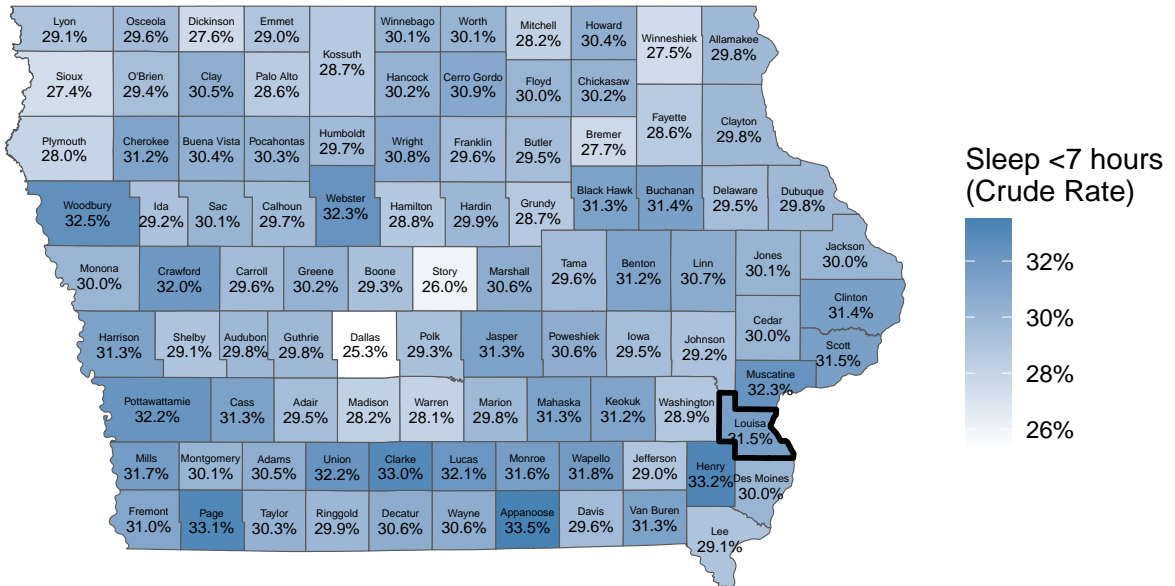 Lyon
29.1%
Osceola
29.6%
Dickinson
27.6%
Emmet
29.0%
Kossuth
28.7%
Winnebago
30.1%
Worth
30.1%
Mitchell
28.2%
Howard
30.4%
Winneshiek
27.5%
Allamakee
29.8%
Sioux
27.4%
O'Brien
29.4%
Clay
30.5%
Palo Alto
28.6%
Hancock
30.2%
Cerro Gordo
30.9%
Floyd
30.0%
Chickasaw
30.2%
Fayette
28.6%
Clayton
29.8%
Plymouth
28.0%
Cherokee
31.2%
Buena Vista
30.4%
Pocahontas
30.3%
Humboldt
29.7%
Wright
30.8%
Franklin
29.6%
Butler
29.5%
Bremer
27.7%
Woodbury
32.5%
Ida
29.2%
Sac
30.1%
Calhoun
29.7%
Webster
32.3%
Hamilton
28.8%
Hardin
29.9%
Grundy
28.7%
Black Hawk
31.3%
Buchanan
31.4%
Delaware
29.5%
Dubuque
29.8%
Monona
30.0%
Crawford
32.0%
Carroll
29.6%
Greene
30.2%
Boone
29.3%
Story
26.0%
Marshall
30.6%
Tama
29.6%
Benton
31.2%
Linn
30.7%
Jones
30.1%
Jackson
30.0%
Clinton
31.4%
Harrison
31.3%
Shelby
29.1%
Audubon
29.8%
Guthrie
29.8%
Dallas
25.3%
Polk
29.3%
Jasper
31.3%
Poweshiek
30.6%
Iowa
29.5%
Johnson
29.2%
Cedar
30.0%
Scott
31.5%
Muscatine
32.3%
Pottawattamie
32.2%
Cass
31.3%
Adair
29.5%
Madison
28.2%
Warren
28.1%
Marion
29.8%
Mahaska
31.3%
Keokuk
31.2%
Washington
28.9%
Louisa
31.5%
Mills
31.7%
Montgomery
30.1%
Adams
30.5%
Union
32.2%
Clarke
33.0%
Lucas
32.1%
Monroe
31.6%
Wapello
31.8%
Jefferson
29.0%
Henry
33.2%
Des Moines
30.0%
Fremont
31.0%
Page
33.1%
Taylor
30.3%
Ringgold
29.9%
Decatur
30.6%
Wayne
30.6%
Appanoose
33.5%
Davis
29.6%
Van Buren
31.3%
Lee
29.1%
Sleep <7 hours
(Crude Rate)
32%
30%
28%
26%